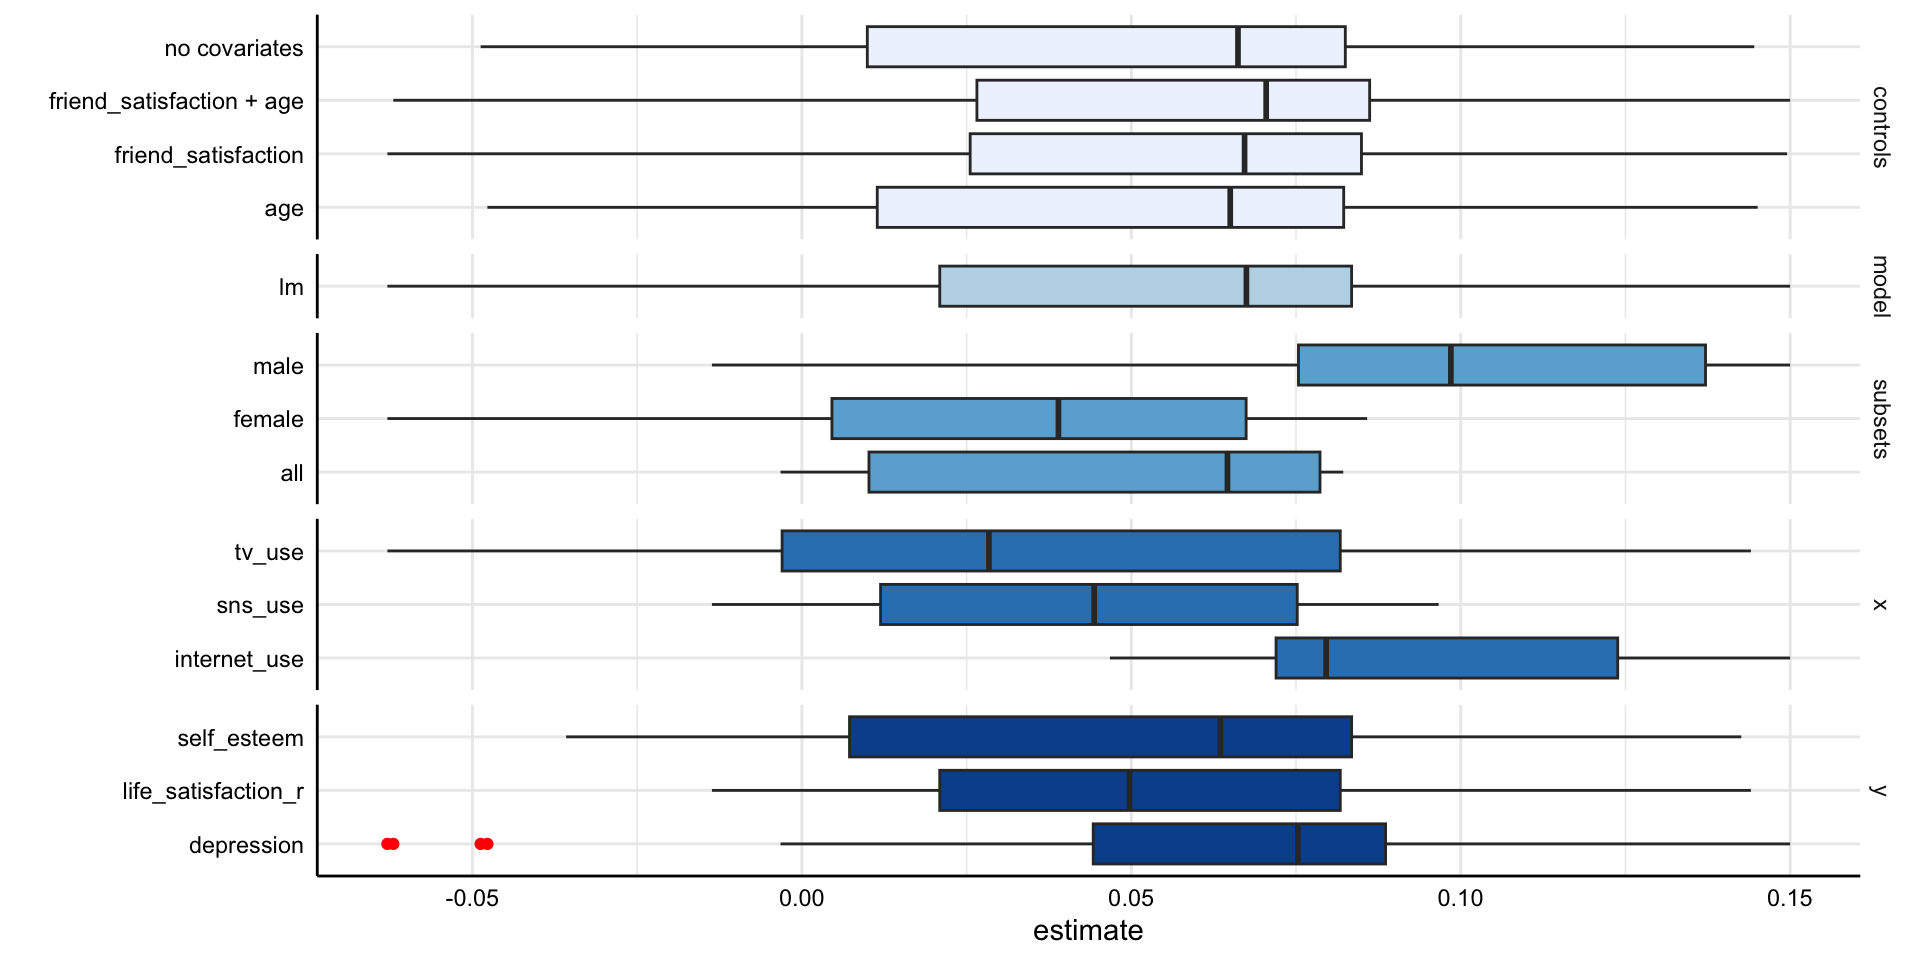 no covariates
friend_satisfaction + age
friend_satisfaction
age
controls
lm
model
male
female
all
subsets
tv_use
sns_use
internet_use
x
self_esteem
life_satisfaction_r
depression
y
-0.05 0.00 0.05 0.10 0.15
estimate